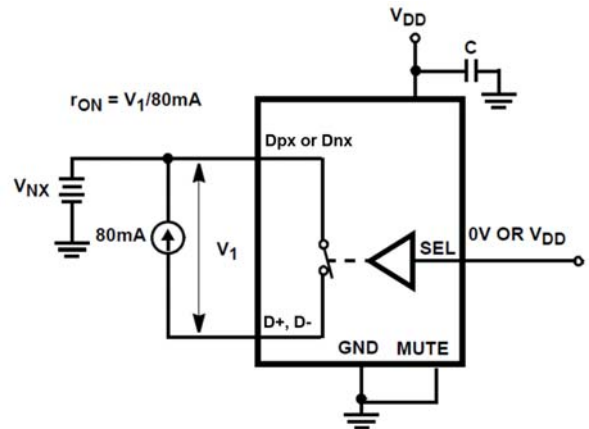 VDD
C
rON = V1/80mA
Dpx or Dnx
VNX
80mA
V1
SEL
0V OR VDD
D+, D-
GND
MUTE